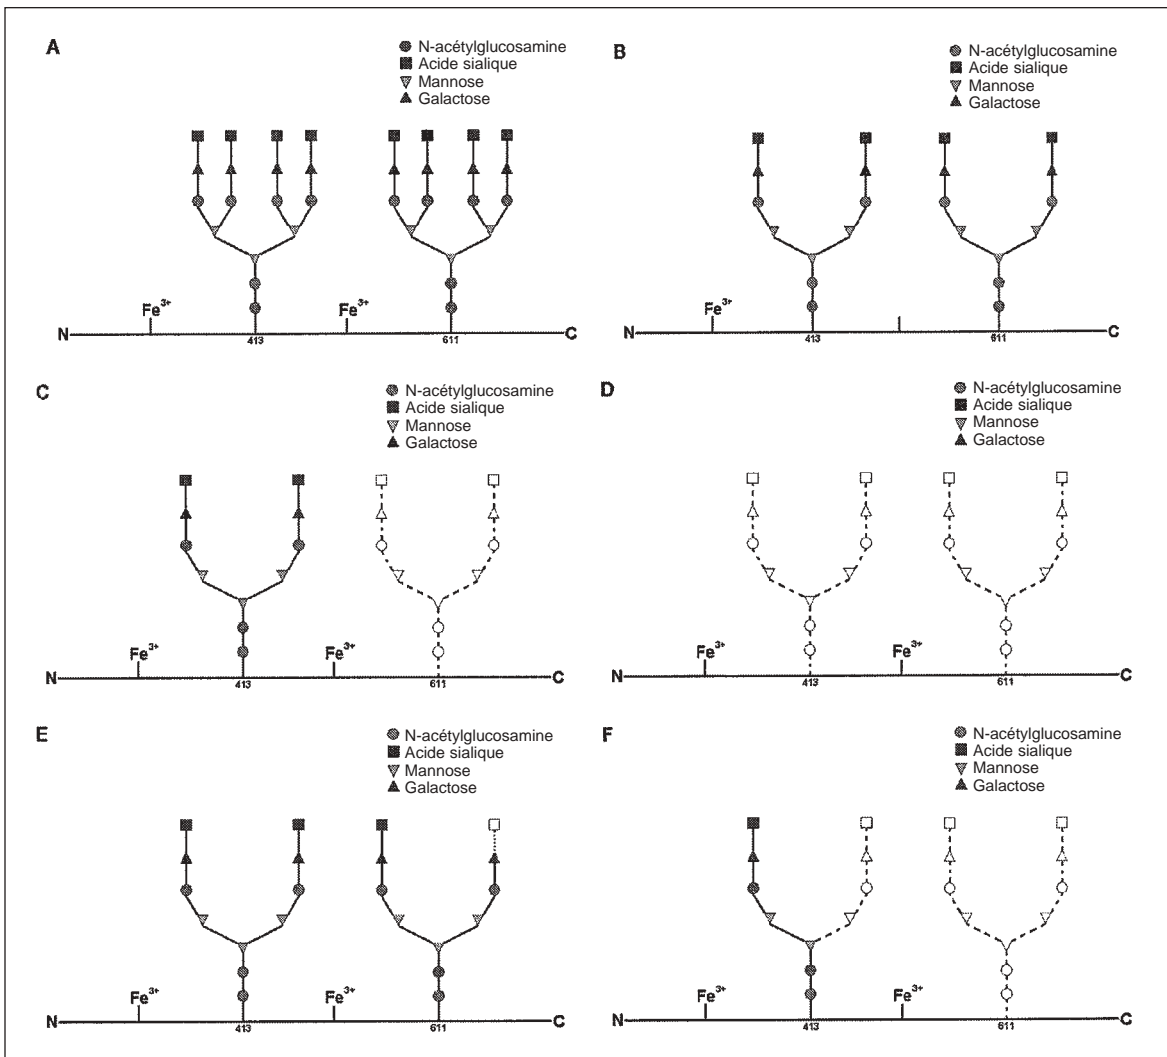 A
N-acétylglucosamine
Acide sialique
Mannose
Galactose
Fe³⁺
Fe³⁺
N
413
611
C
B
N-acétylglucosamine
Acide sialique
Mannose
Galactose
Fe³⁺
N
413
611
C
C
N-acétylglucosamine
Acide sialique
Mannose
Galactose
Fe³⁺
Fe³⁺
N
413
611
C
D
N-acétylglucosamine
Acide sialique
Mannose
Galactose
Fe³⁺
Fe³⁺
N
413
611
C
E
N-acétylglucosamine
Acide sialique
Mannose
Galactose
Fe³⁺
Fe³⁺
N
413
611
C
F
N-acétylglucosamine
Acide sialique
Mannose
Galactose
Fe³⁺
Fe³⁺
N
413
611
C